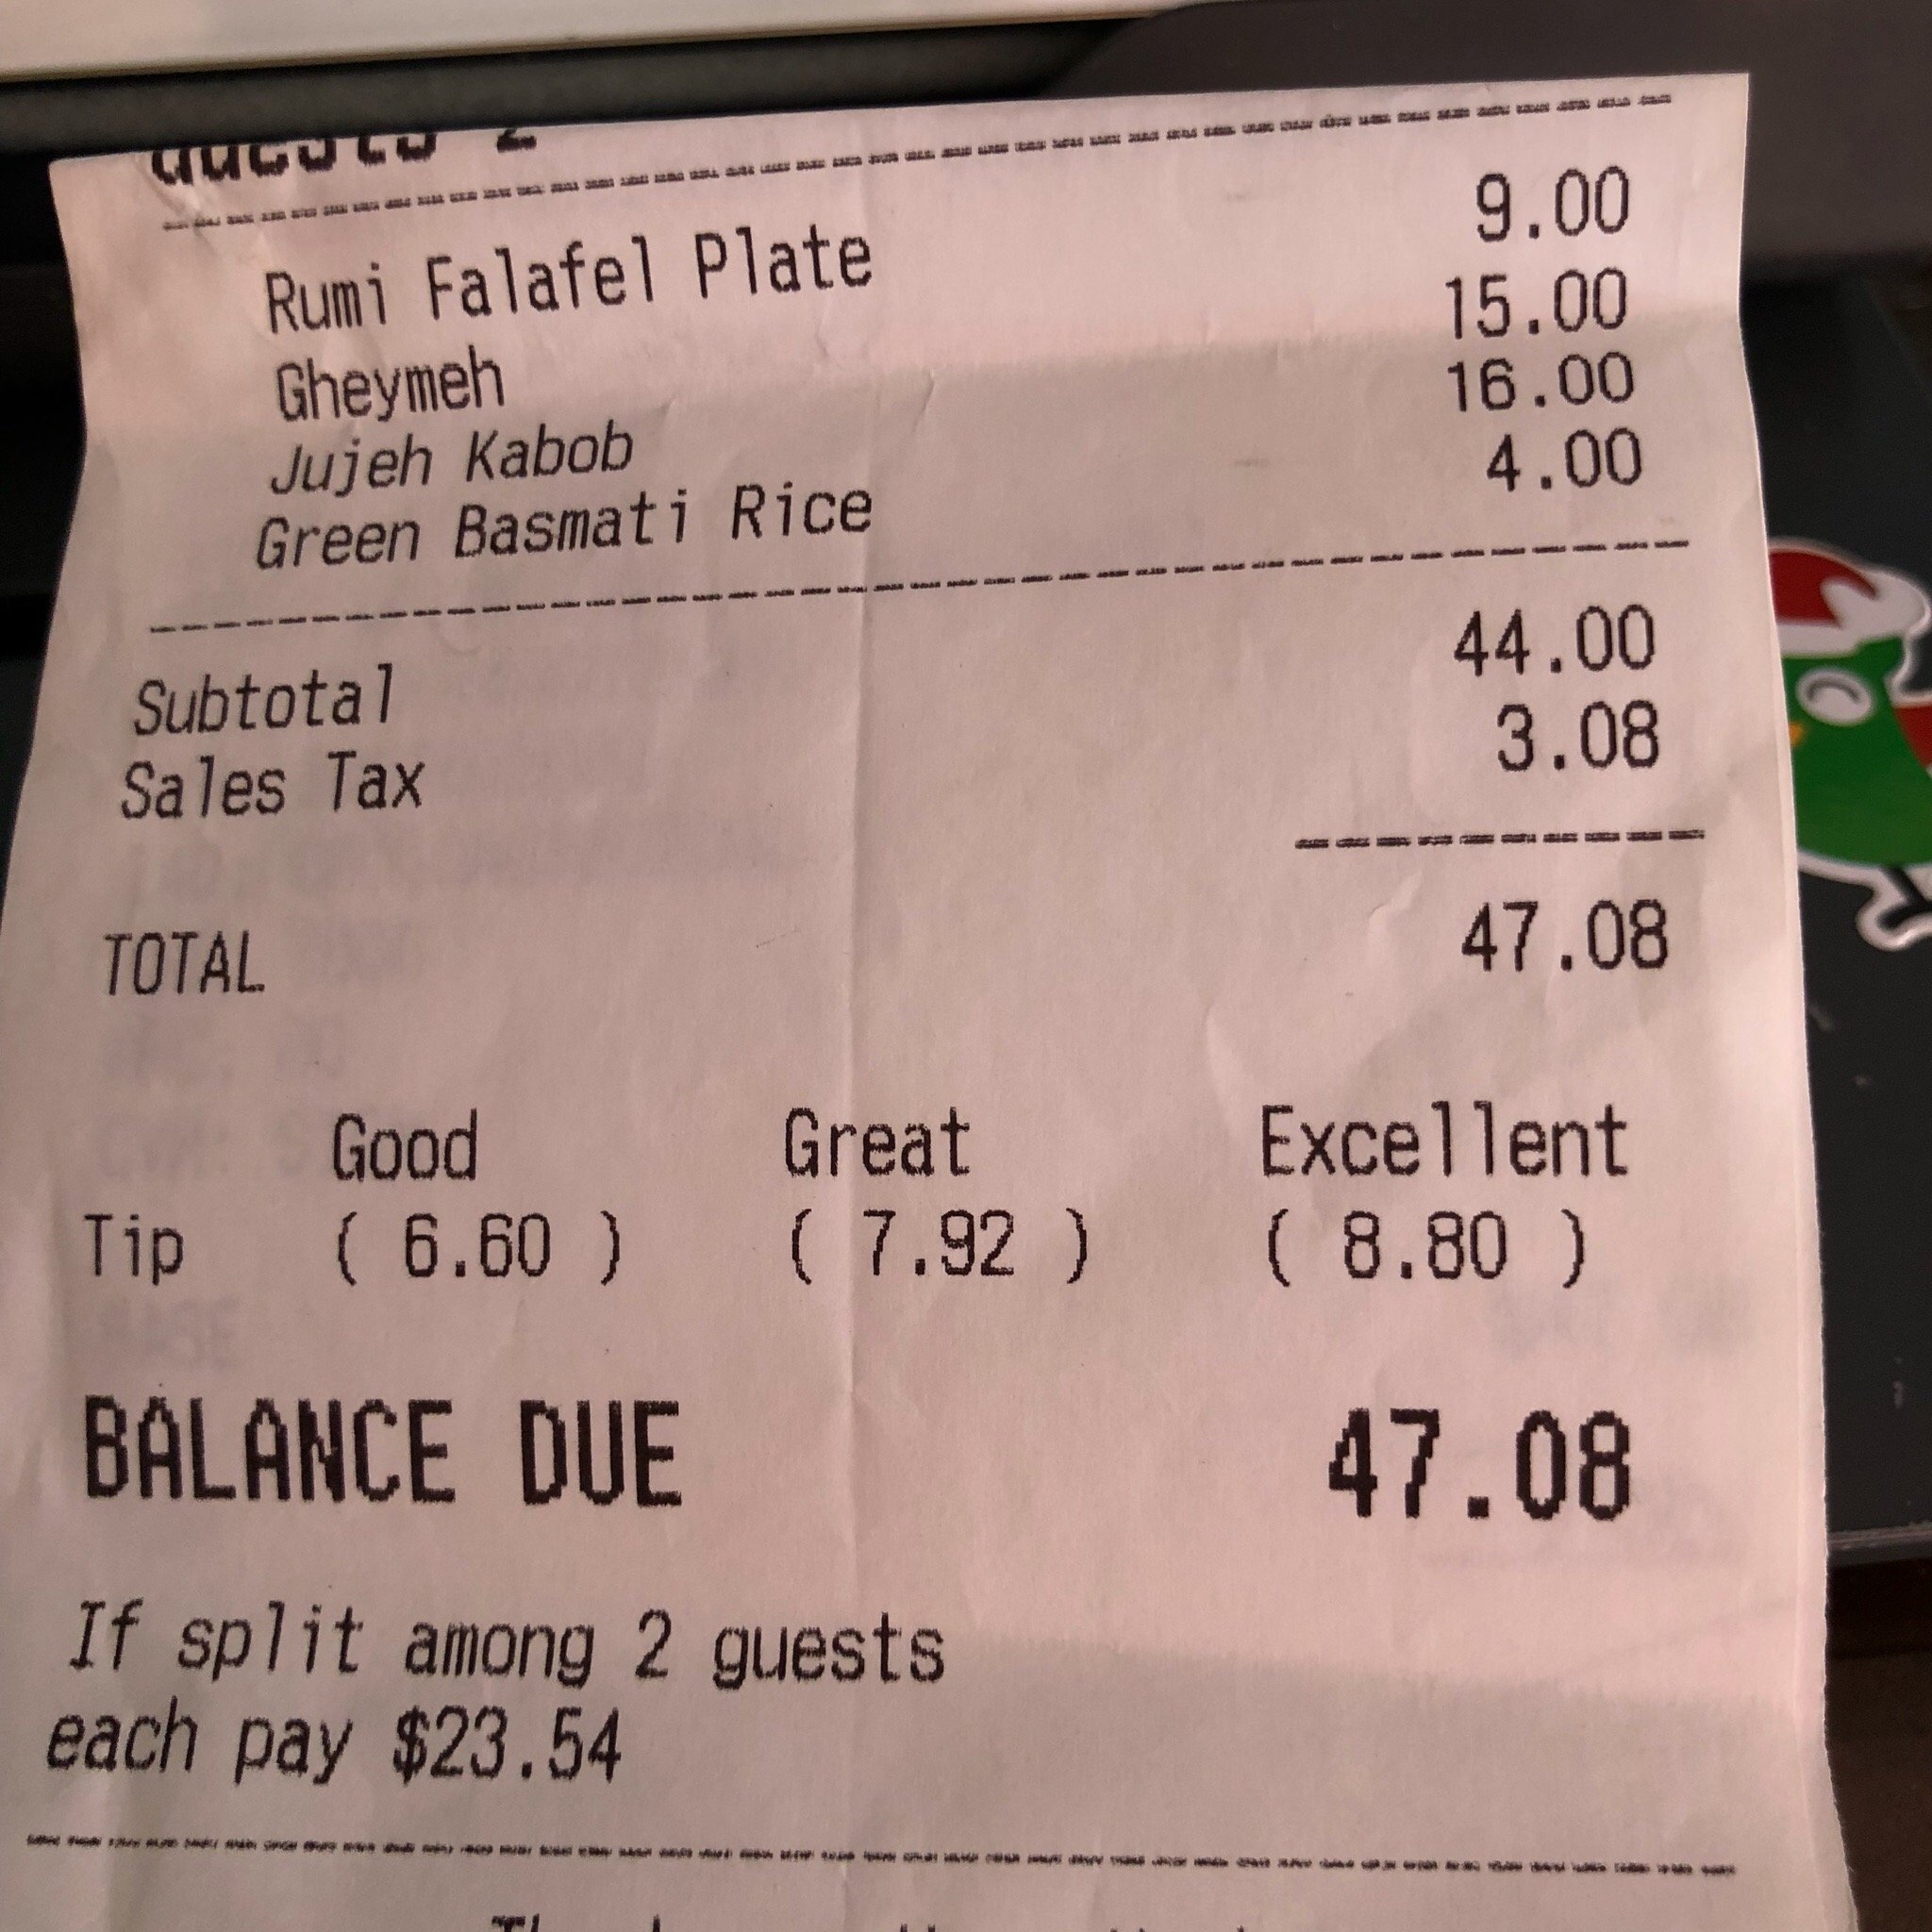 Guests 2
Rumi Falafel Plate 9.00
Gheymeh 15.00
Jujeh Kabob 16.00
Green Basmati Rice 4.00
Subtotal 44.00
Sales Tax 3.08
TOTAL 47.08
Good Great Excellent
Tip ( 6.60 ) ( 7.92 ) ( 8.80 )
BALANCE DUE 47.08
If split among 2 guests
each pay $23.54